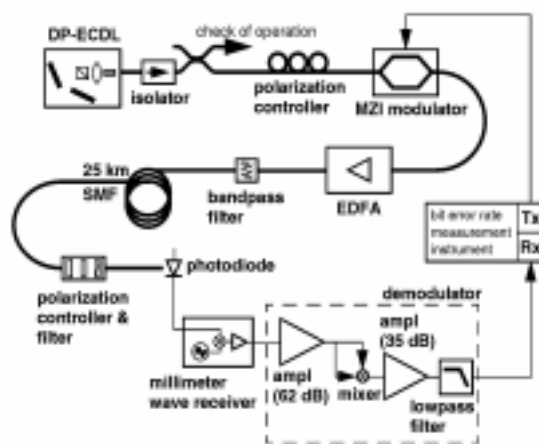 DP-ECDL
check of operation
isolator
polarization
controller
MZI modulator
25 km
SMF
bandpass
filter
EDFA
bit error rate
measurement
instrument
Tx
Rx
photodiode
polarization
controller &
filter
demodulator
ampl
(35 dB)
millimeter
wave receiver
ampl
(62 dB)
mixer
lowpass
filter